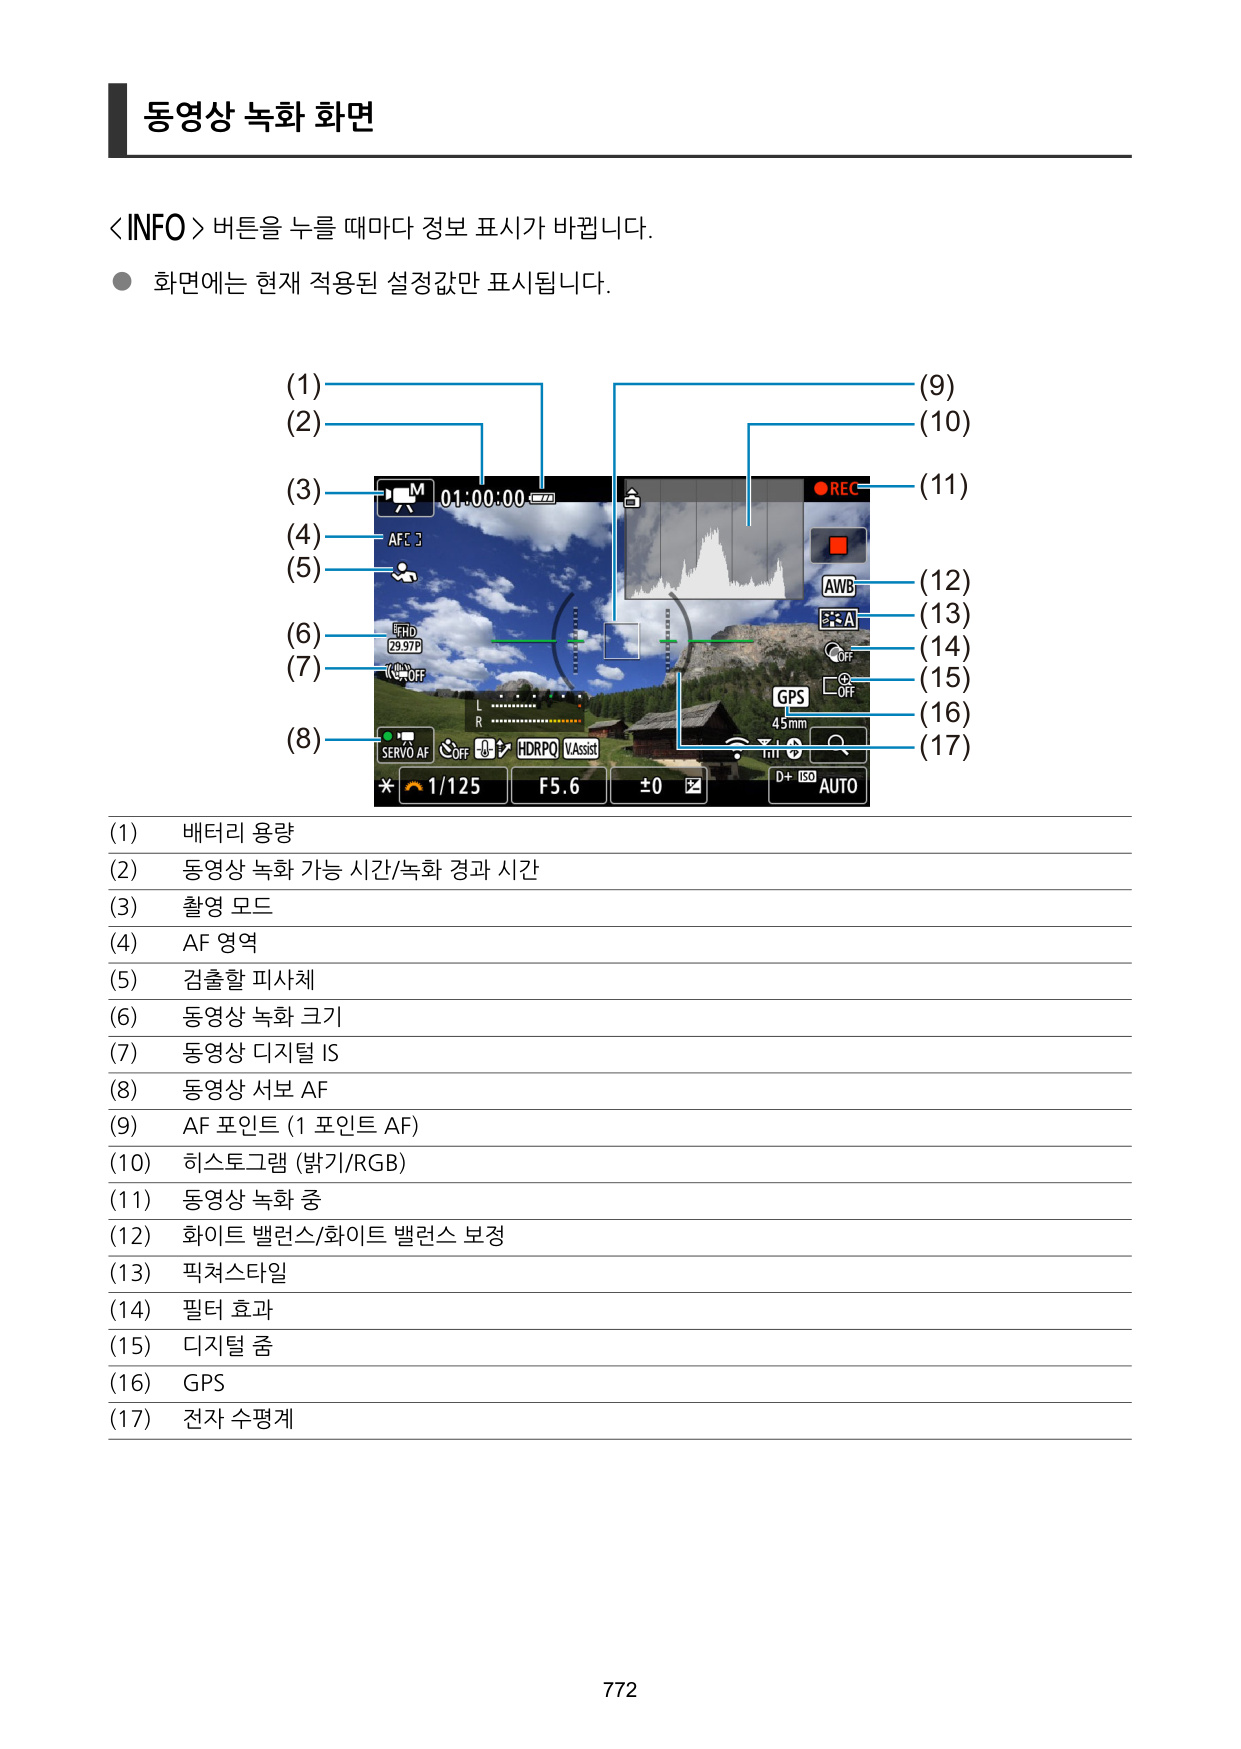 동영상 녹화 화면
<INFO> 버튼을 누를 때마다 정보 표시가 바뀝니다.
● 화면에는 현재 적용된 설정값만 표시됩니다.
(1)
(2)
(3)
(4)
(5)
(6)
(7)
(8)
(9)
(10)
(11)
(12)
(13)
(14)
(15)
(16)
(17)
M
01:00:00
REC
AF
AWB
A
FHD
29.97P
OFF
OFF
OFF
GPS
45mm
L
R
SERVO AF
OFF
HDRPQ
V.Assist
1/125
F5.6
±0
D+ ISO AUTO
(1) 배터리 용량
(2) 동영상 녹화 가능 시간/녹화 경과 시간
(3) 촬영 모드
(4) AF 영역
(5) 검출할 피사체
(6) 동영상 녹화 크기
(7) 동영상 디지털 IS
(8) 동영상 서보 AF
(9) AF 포인트 (1 포인트 AF)
(10) 히스토그램 (밝기/RGB)
(11) 동영상 녹화 중
(12) 화이트 밸런스/화이트 밸런스 보정
(13) 픽쳐스타일
(14) 필터 효과
(15) 디지털 줌
(16) GPS
(17) 전자 수평계
772